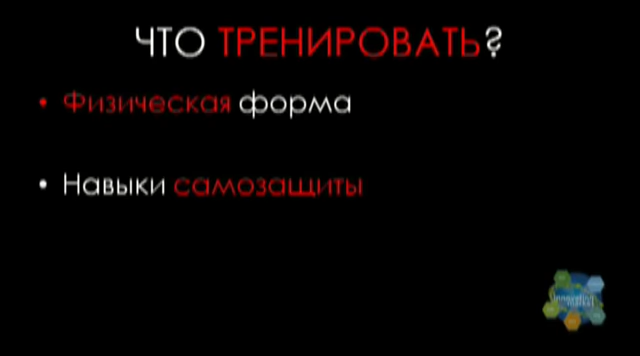 ЧТО ТРЕНИРОВАТЬ?
• Физическая форма
• Навыки самозащиты